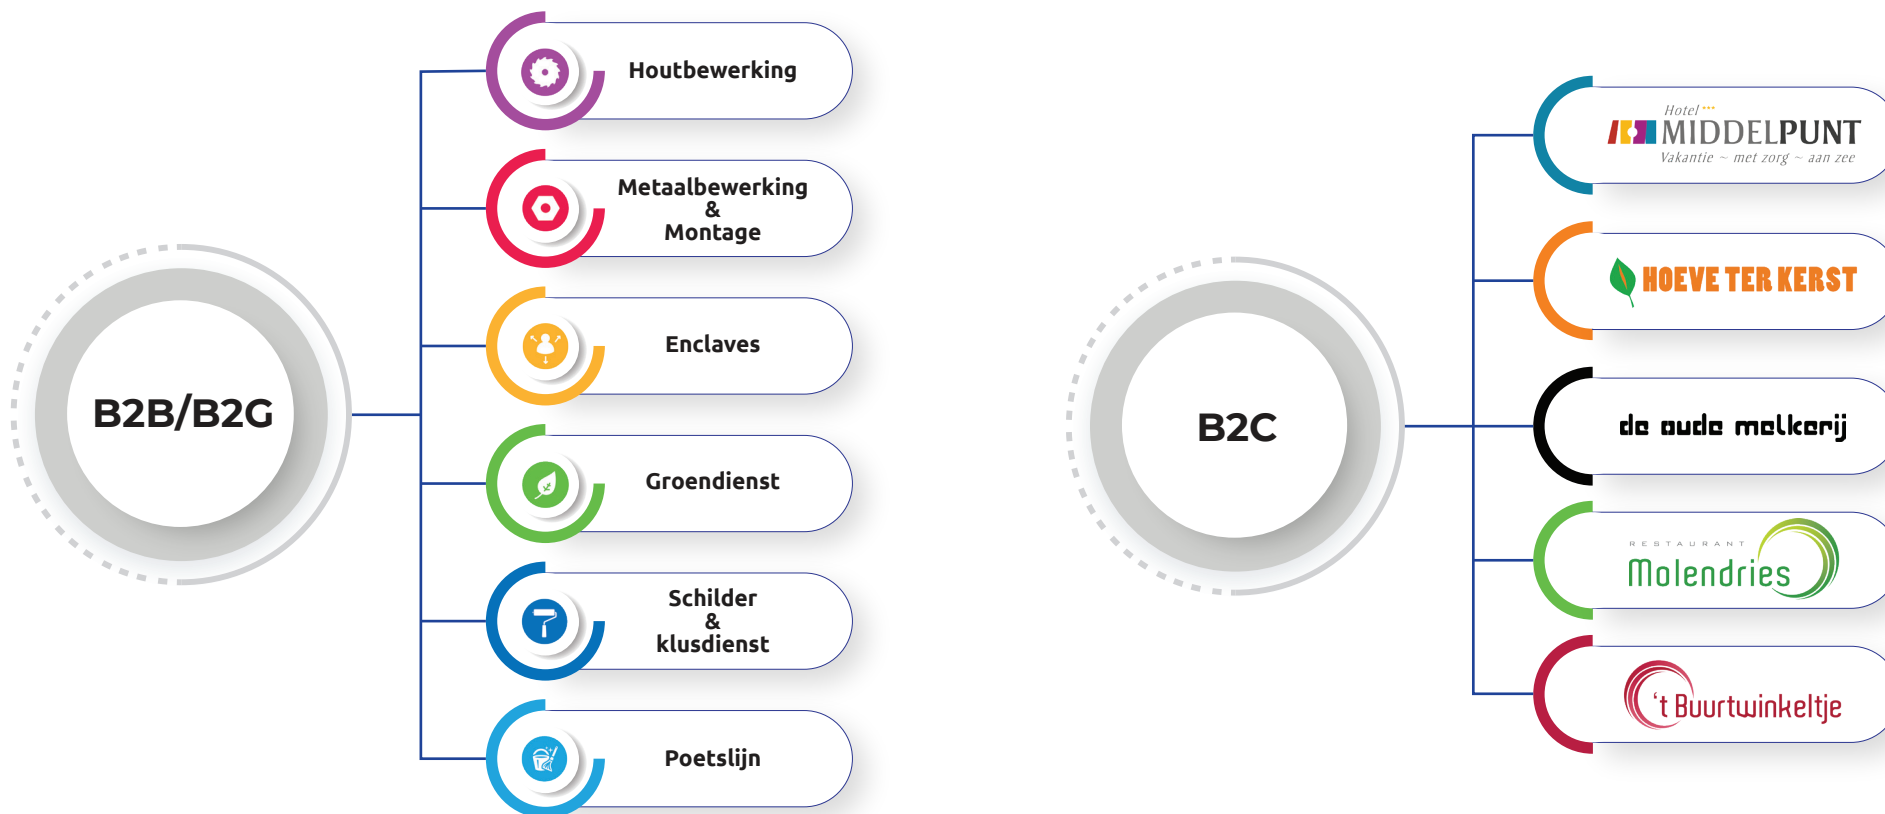 B2B/B2G
Houtbewerking
Metaalbewerking
&
Montage
Enclaves
Groendienst
Schilder
&
klusdienst
Poetslijn
B2C
Hotel
MIDDELPUNT
Vakantie ~ met zorg ~ aan zee
HOEVE TER KERST
de oude melkerij
RESTAURANT
Molendries
't Buurtwinkeltje